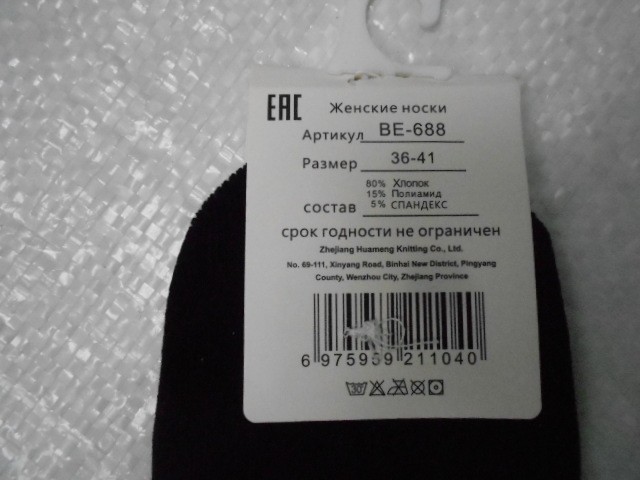 EAC Женские носки
Артикул BE-688
Размер 36-41
80% Хлопок
15% Полиамид
состав 5% СПАНДЕКС
срок годности не ограничен
Zhejiang Huameng Knitting Co., Ltd.
No. 69-111, Xinyang Road, Binhai New District, Pingyang
County, Wenzhou City, Zhejiang Province
6 975959 211040